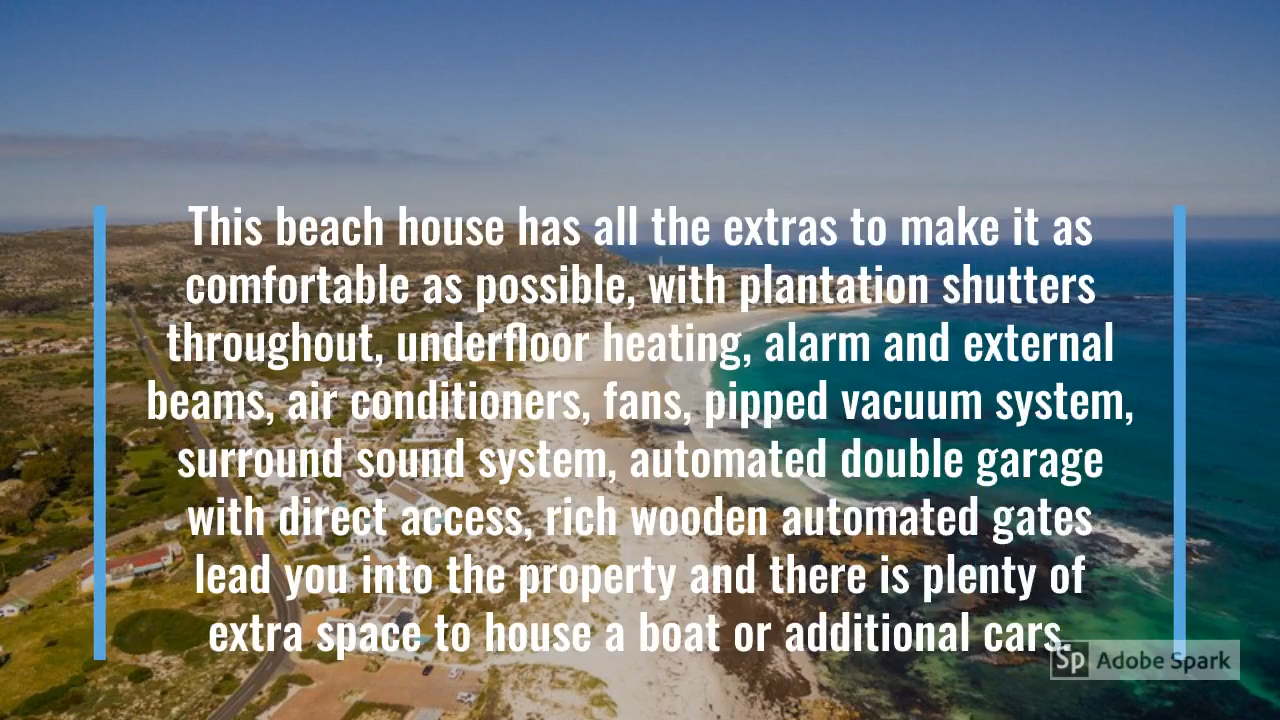 This beach house has all the extras to make it as
comfortable as possible, with plantation shutters
throughout, underfloor heating, alarm and external
beams, air conditioners, fans, pipped vacuum system,
surround sound system, automated double garage
with direct access, rich wooden automated gates
lead you into the property and there is plenty of
extra space to house a boat or additional cars.
Sp Adobe Spark